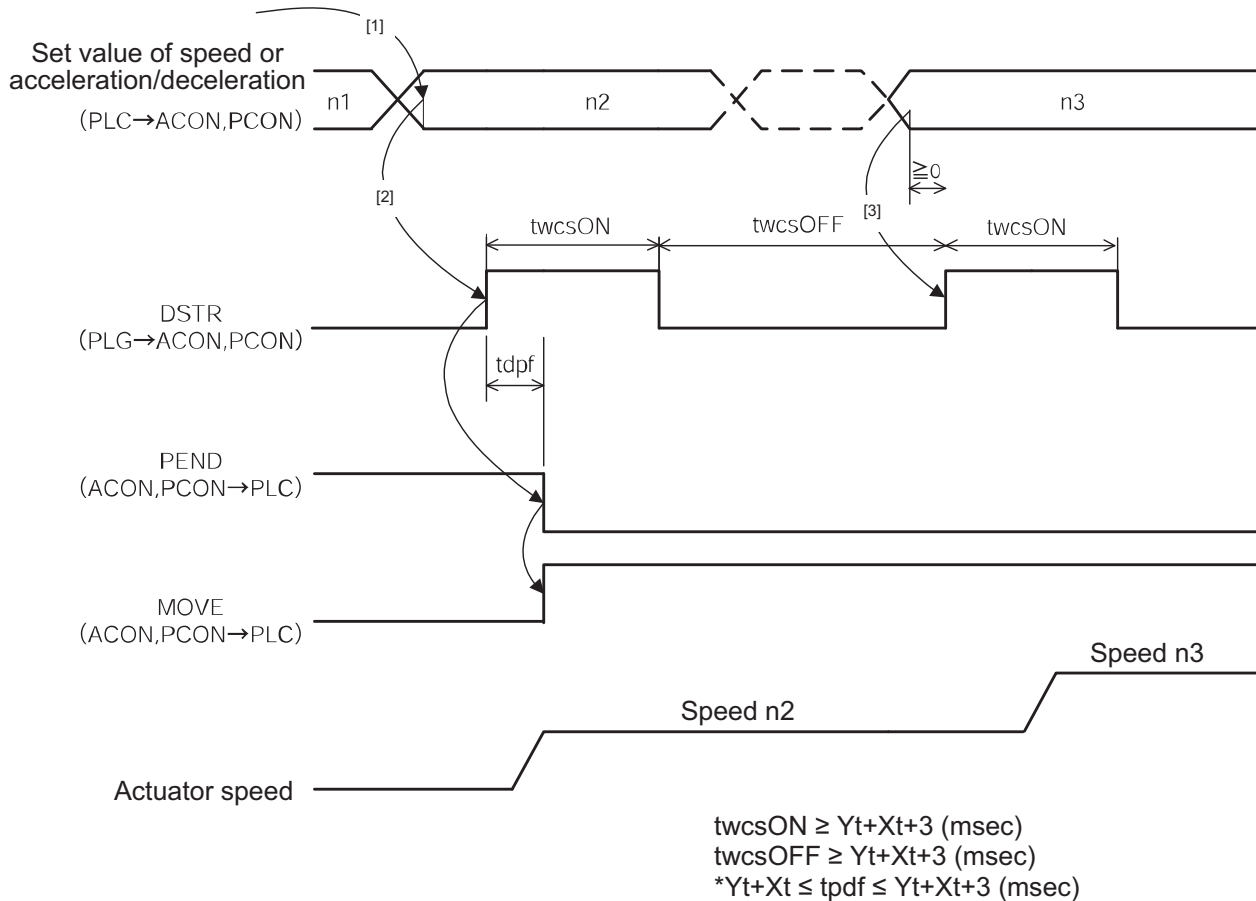 [1]
Set value of speed or
acceleration/deceleration
(PLC→ACON,PCON)
n1
n2
n3
[2]
≧0
[3]
twcsON
twcsOFF
twcsON
DSTR
(PLG→ACON,PCON)
tdpf
PEND
(ACON,PCON→PLC)
MOVE
(ACON,PCON→PLC)
Speed n3
Speed n2
Actuator speed
twcsON ≥ Yt+Xt+3 (msec)
twcsOFF ≥ Yt+Xt+3 (msec)
*Yt+Xt ≤ tpdf ≤ Yt+Xt+3 (msec)